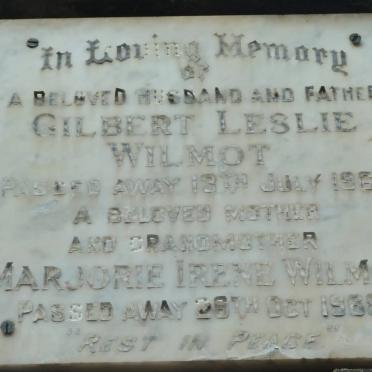 In Loving Memory
of
A BELOVED HUSBAND AND FATHER
GILBERT LESLIE
WILMOT
PASSED AWAY 13TH JULY
A BELOVED MOTHER
AND GRANDMOTHER
MARJORIE IRENE
PASSED AWAY 26TH OCT
"REST IN PEACE"